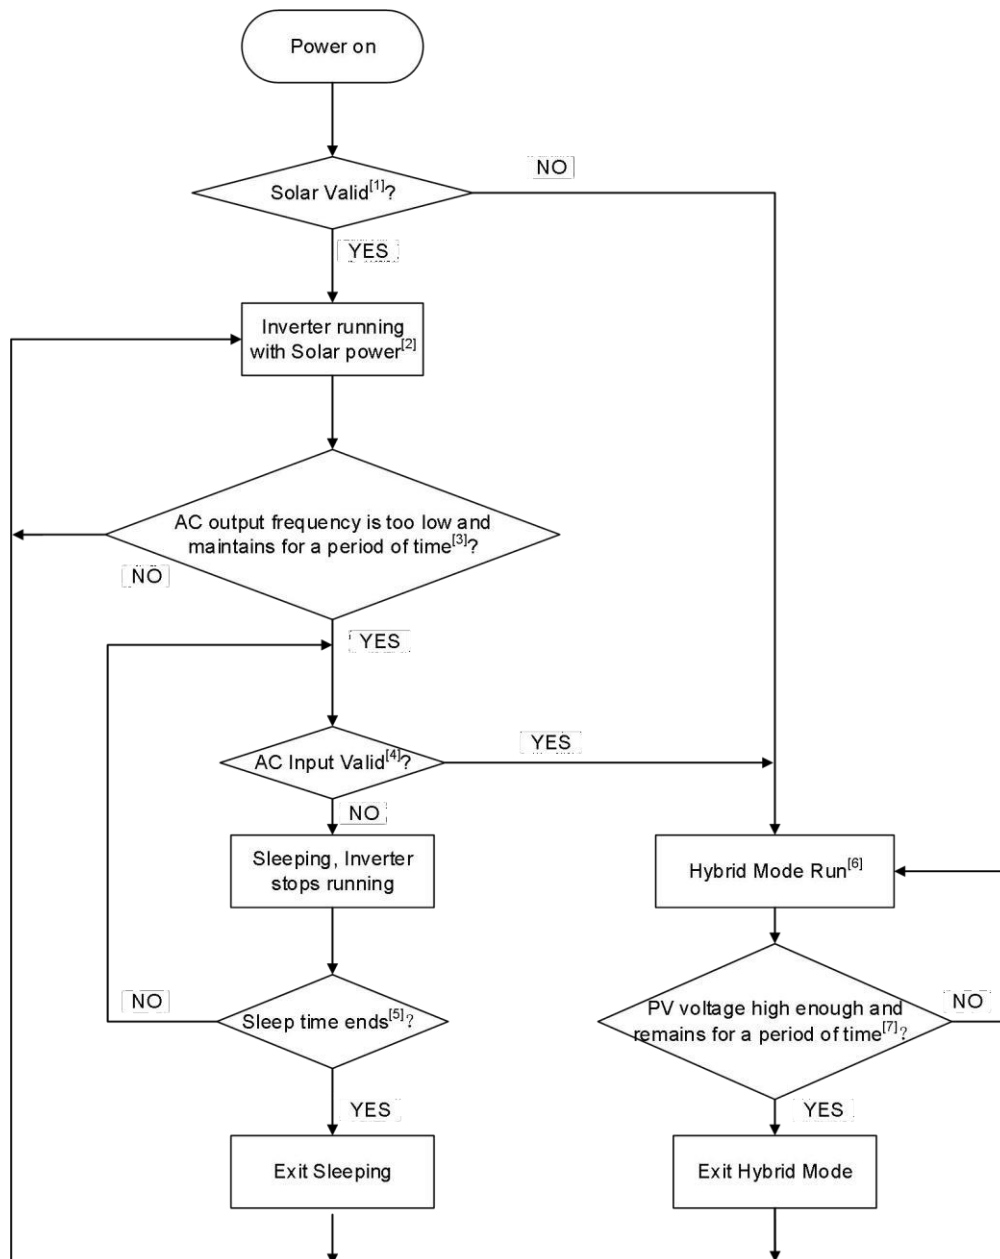 Power on
Solar Valid[1]?
NO
YES
Inverter running
with Solar power[2]
AC output frequency is too low and
maintains for a period of time[3]?
NO
YES
AC Input Valid[4]?
YES
NO
Sleeping, Inverter
stops running
Hybrid Mode Run[6]
NO
Sleep time ends[5]?
PV voltage high enough and
remains for a period of time[7]?
NO
YES
YES
Exit Sleeping
Exit Hybrid Mode